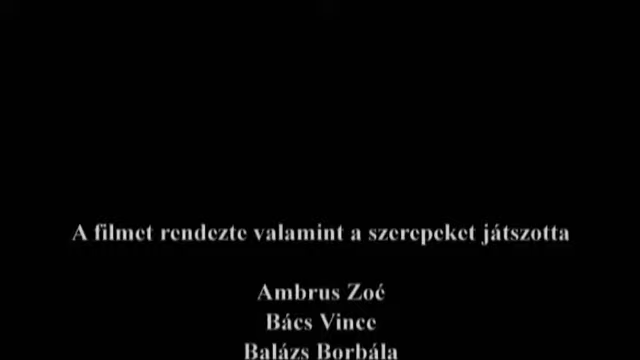 A filmet rendezte valamint a szerepeket játszotta
Ambrus Zoé
Bács Vince
Balázs Borbála